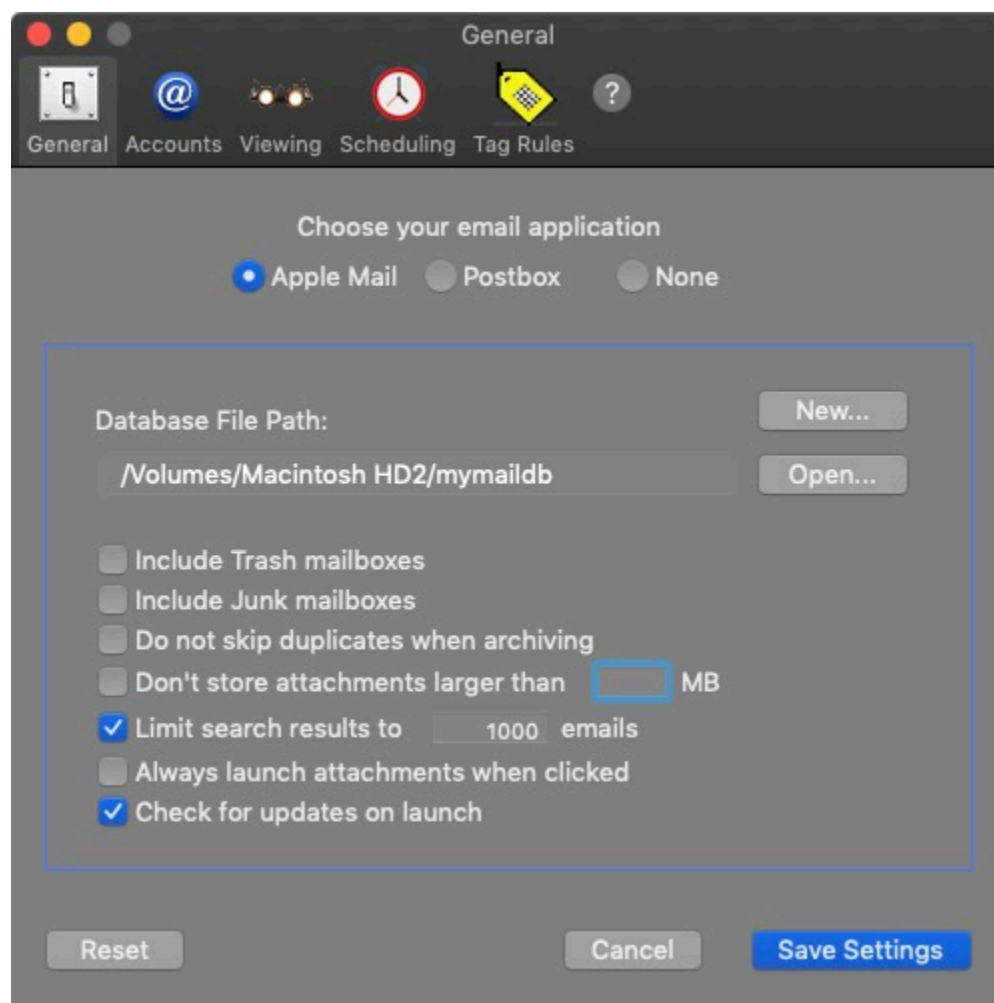 General
@
?
General Accounts Viewing Scheduling Tag Rules
Choose your email application
Apple Mail Postbox None
Database File Path:
New...
/Volumes/Macintosh HD2/mymaildb
Open...
Include Trash mailboxes
Include Junk mailboxes
Do not skip duplicates when archiving
Don't store attachments larger than MB
Limit search results to 1000 emails
Always launch attachments when clicked
Check for updates on launch
Reset Cancel Save Settings